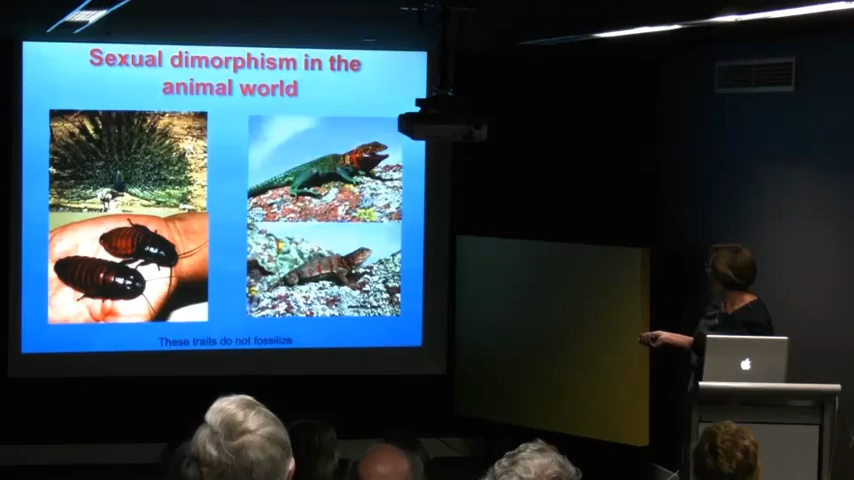 Sexual dimorphism in the
animal world
These traits do not fossilize